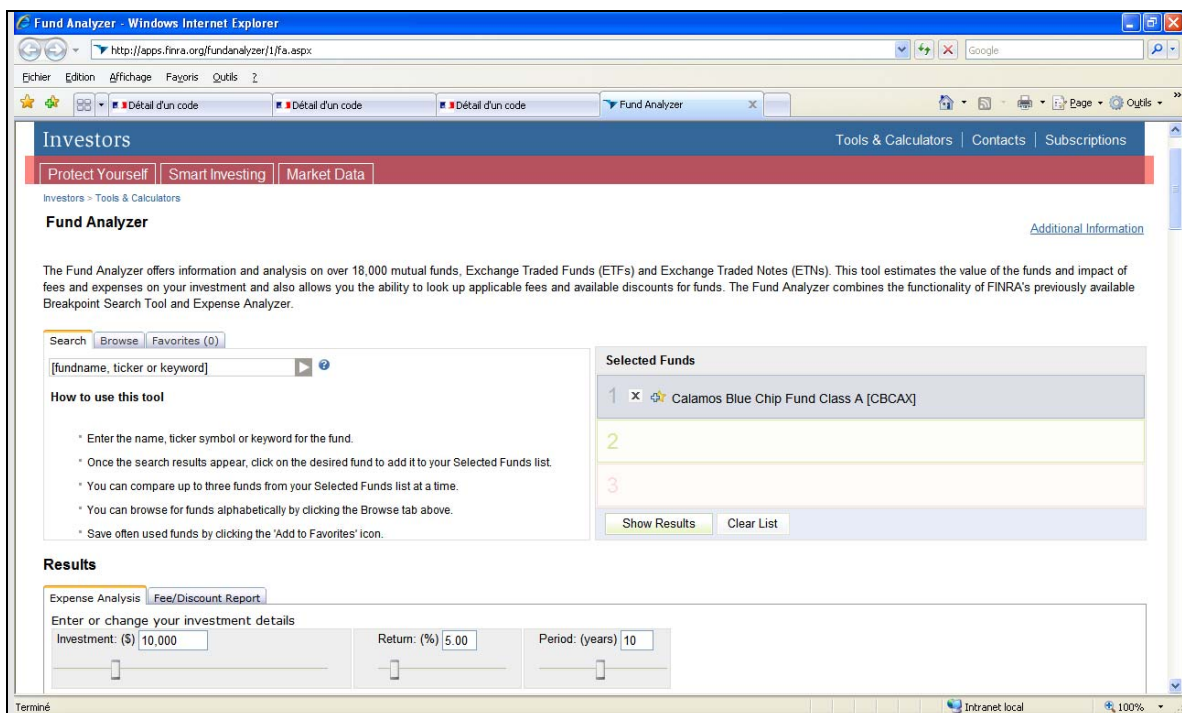 Fund Analyzer - Windows Internet Explorer
http://apps.finra.org/fundanalyzer/1/fa.aspx
Google
Fichier Edition Affichage Favoris Outils ?
Détail d'un code
Détail d'un code
Détail d'un code
Fund Analyzer
Page
Outils
Investors
Tools & Calculators | Contacts | Subscriptions
Protect Yourself
Smart Investing
Market Data
Investors > Tools & Calculators
Fund Analyzer
Additional Information
The Fund Analyzer offers information and analysis on over 18,000 mutual funds, Exchange Traded Funds (ETFs) and Exchange Traded Notes (ETNs). This tool estimates the value of the funds and impact of
fees and expenses on your investment and also allows you the ability to look up applicable fees and available discounts for funds. The Fund Analyzer combines the functionality of FINRA's previously available
Breakpoint Search Tool and Expense Analyzer.
Search
Browse
Favorites (0)
[fundname, ticker or keyword]
How to use this tool
Enter the name, ticker symbol or keyword for the fund.
Once the search results appear, click on the desired fund to add it to your Selected Funds list.
You can compare up to three funds from your Selected Funds list at a time.
You can browse for funds alphabetically by clicking the Browse tab above.
Save often used funds by clicking the 'Add to Favorites' icon.
Selected Funds
1 x Calamos Blue Chip Fund Class A [CBCAX]
2
3
Show Results
Clear List
Results
Expense Analysis
Fee/Discount Report
Enter or change your investment details
Investment: ($) 10,000
Return: (%) 5.00
Period: (years) 10
Terminé
Intranet local
100%